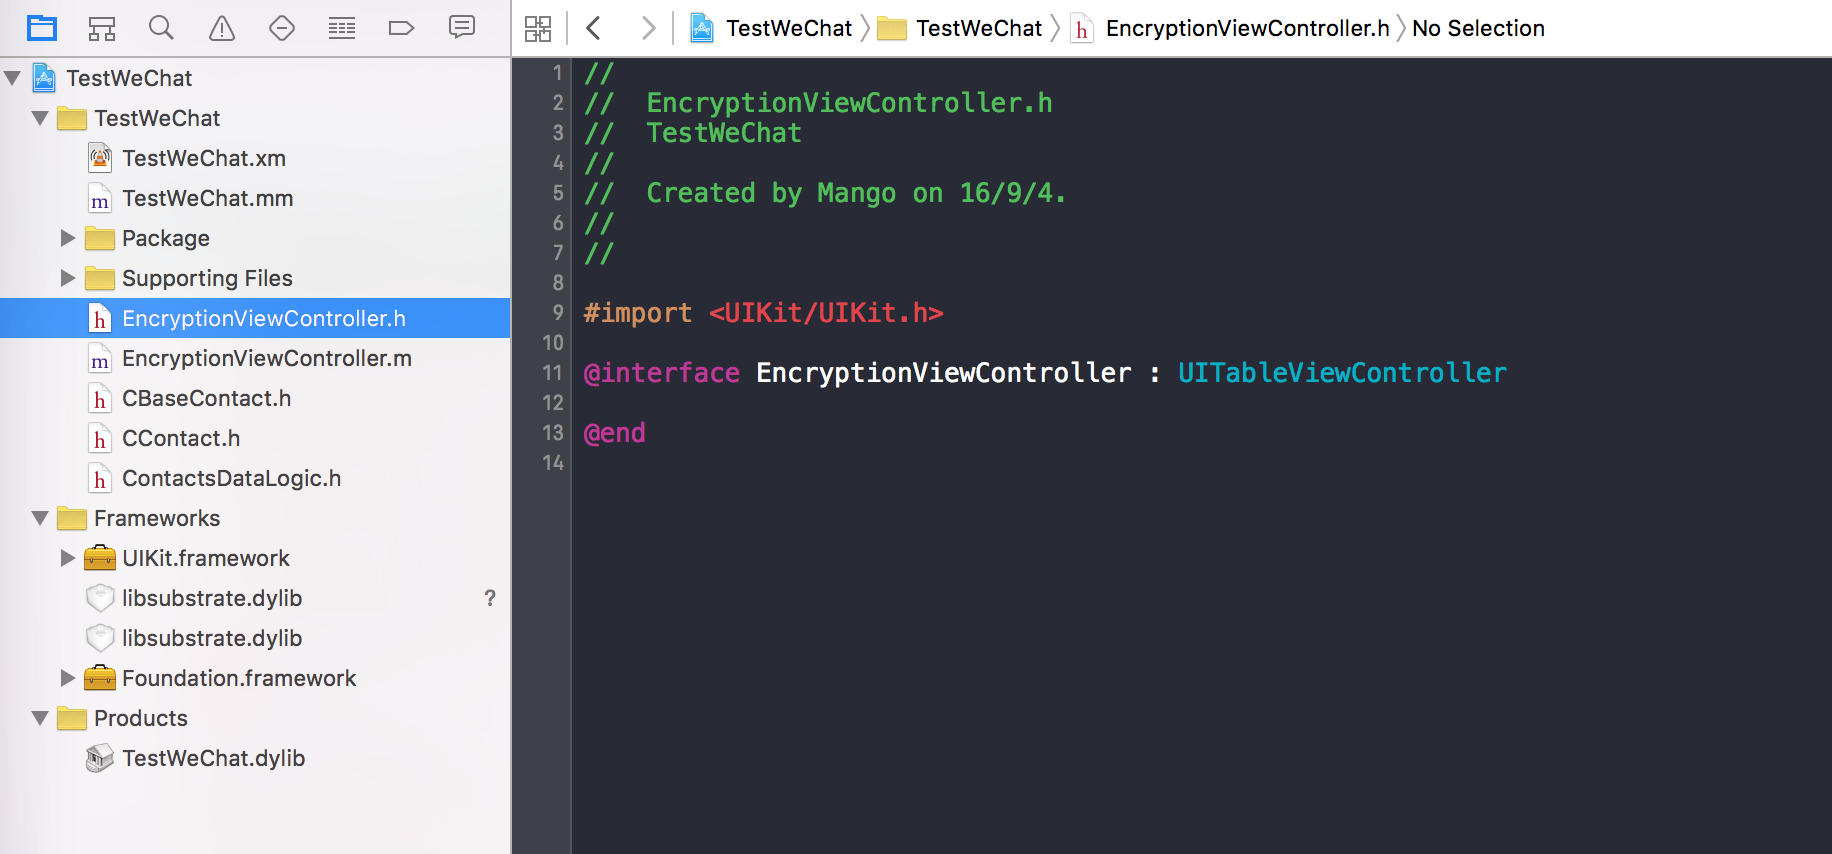 TestWeChat
TestWeChat
TestWeChat.xm
m
TestWeChat.mm
Package
Supporting Files
h
EncryptionViewController.h
m
EncryptionViewController.m
h
CBaseContact.h
h
CContact.h
h
ContactsDataLogic.h
Frameworks
UIKit.framework
libsubstrate.dylib ?
libsubstrate.dylib
Foundation.framework
Products
TestWeChat.dylib
TestWeChat TestWeChat h EncryptionViewController.h No Selection
1 //
2 //  EncryptionViewController.h
3 //  TestWeChat
4 //
5 //  Created by Mango on 16/9/4.
6 //
7 //
8
9 #import <UIKit/UIKit.h>
10
11 @interface EncryptionViewController : UITableViewController
12
13 @end
14